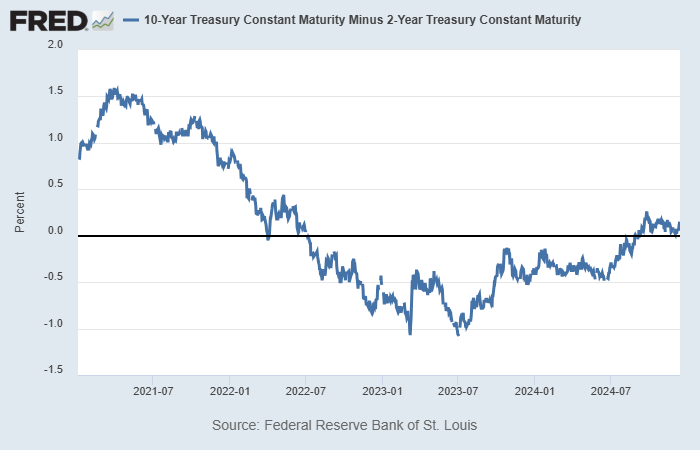 FRED 10-Year Treasury Constant Maturity Minus 2-Year Treasury Constant Maturity
2.0
1.5
1.0
0.5
0.0
-0.5
-1.0
-1.5
Percent
2021-07 2022-01 2022-07 2023-01 2023-07 2024-01 2024-07
Source: Federal Reserve Bank of St. Louis